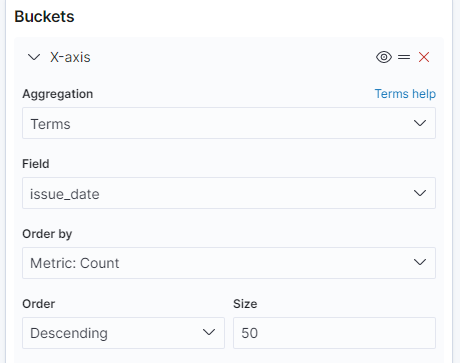 Buckets
X-axis
Aggregation Terms help
Terms
Field
issue_date
Order by
Metric: Count
Order Size
Descending 50